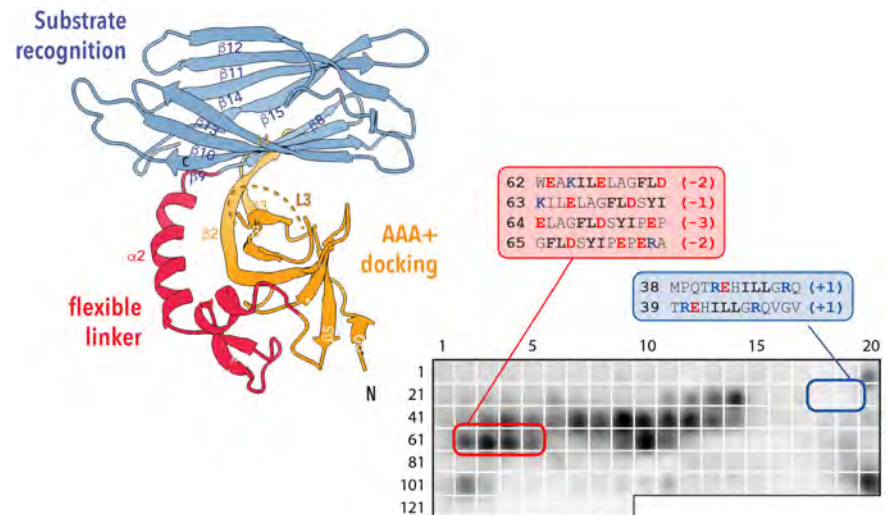 Substrate
recognition
β12
β11
β14
β15
β13
β8
β10
C
β9
L3
β3
β2
α2
AAA+
docking
flexible
linker
β5
N
62 WEAKILELAGFLD (-2)
63 KILELAGFLDSYI (-1)
64 ELAGFLDSYIPEP (-3)
65 GFLDSYIPEPERA (-2)
38 MPQTREHILLGRQ (+1)
39 TREHILLGRQVGV (+1)
1 5 10 15 20
1
21
41
61
81
101
121